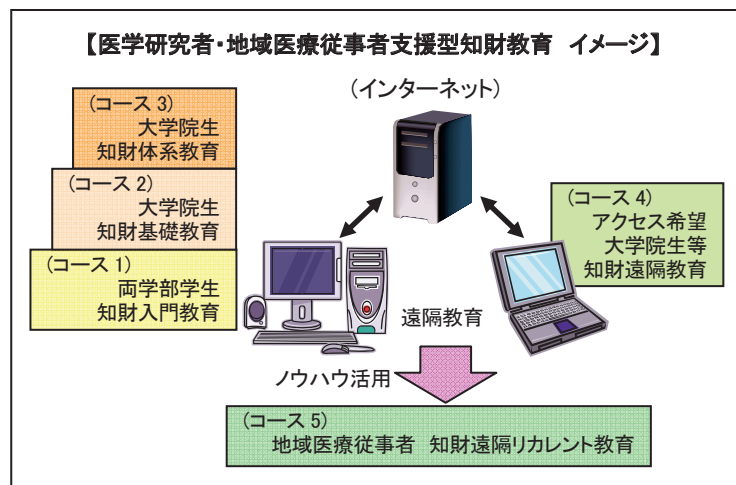 【医学研究者・地域医療従事者支援型知財教育 イメージ】
(インターネット)
(コース 3)
大学院生
知財体系教育
(コース 2)
大学院生
知財基礎教育
(コース 1)
両学部学生
知財入門教育
(コース 4)
アクセス希望
大学院生等
知財遠隔教育
遠隔教育
ノウハウ活用
(コース 5)
地域医療従事者 知財遠隔リカレント教育